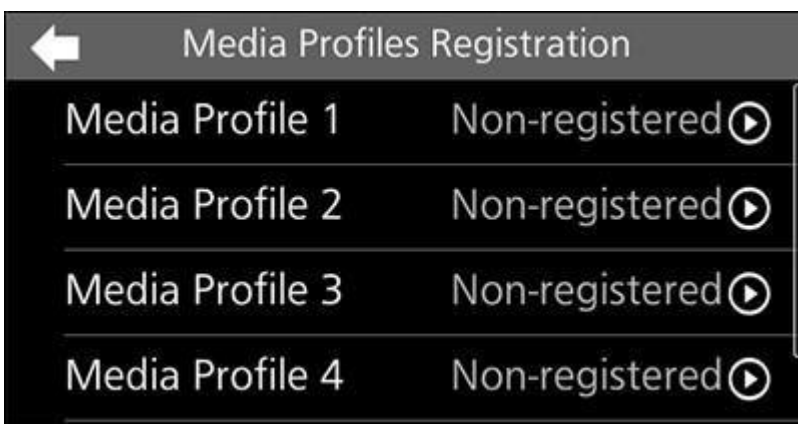 Media Profiles Registration
Media Profile 1 Non-registered
Media Profile 2 Non-registered
Media Profile 3 Non-registered
Media Profile 4 Non-registered